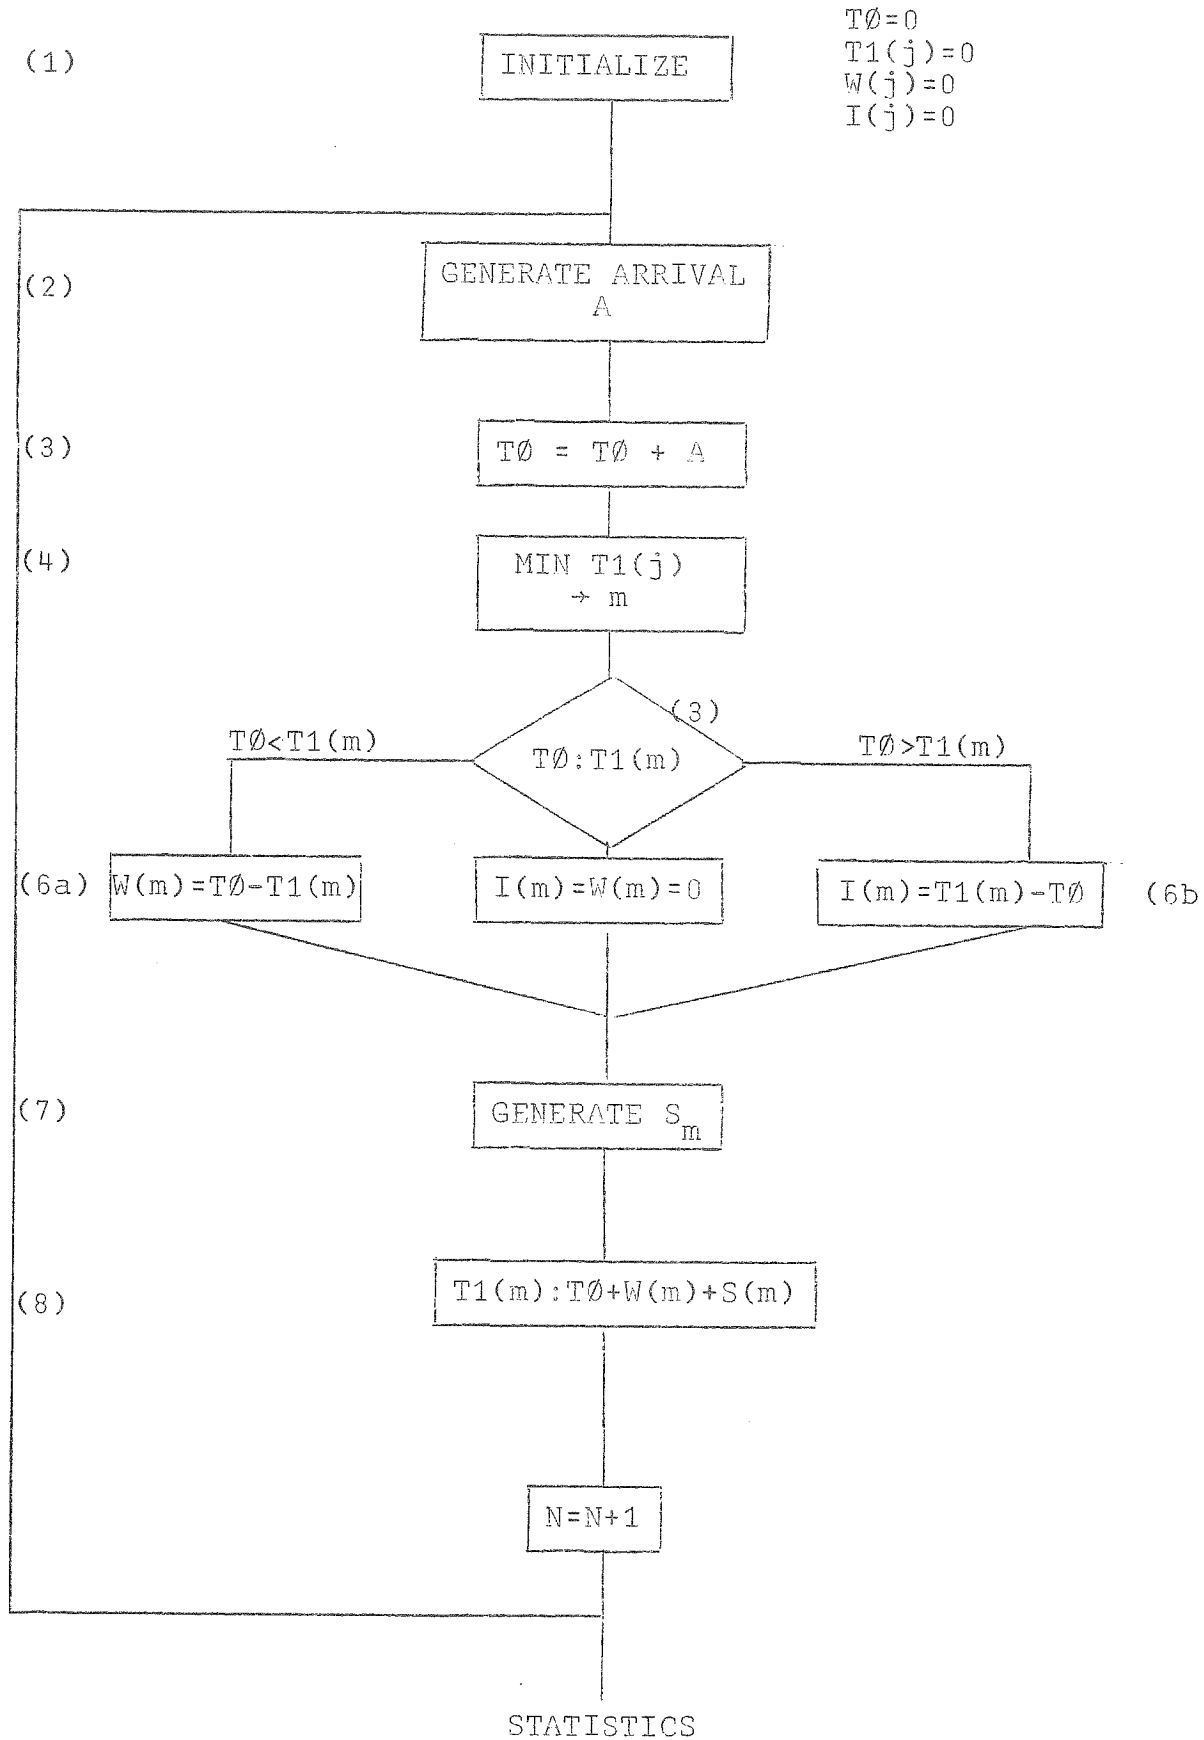 TØ=0
T1(j)=0
W(j)=0
I(j)=0
(1)
INITIALIZE
(2)
GENERATE ARRIVAL
A
(3)
TØ = TØ + A
(4)
MIN T1(j)
→ m
(3)
TØ<T1(m)
TØ:T1(m)
TØ>T1(m)
(6a)
W(m)=TØ-T1(m)
I(m)=W(m)=0
I(m)=T1(m)-TØ
(6b
(7)
GENERATE Sm
(8)
T1(m):TØ+W(m)+S(m)
N=N+1
STATISTICS